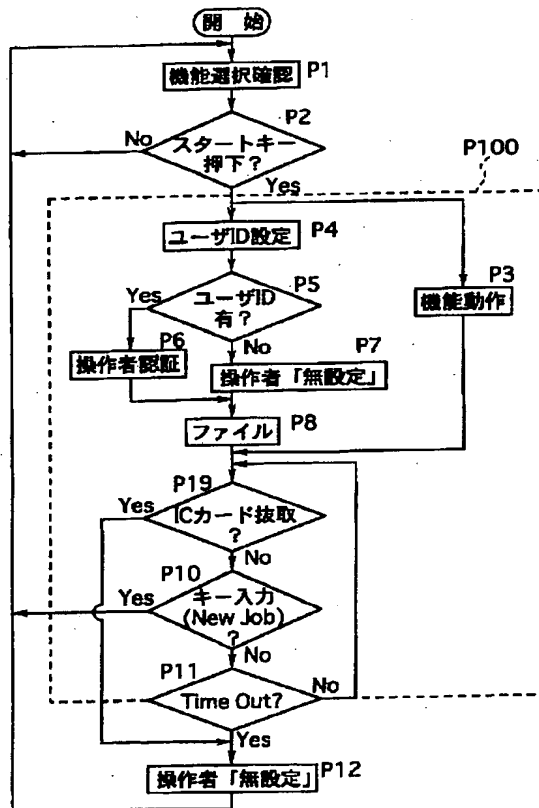 開 始
機能選択確認 P1
P2
No
スタートキー
押下?
P100
Yes
ユーザID設定 P4
P5
P3
Yes
ユーザID
有?
機能動作
P6
No
P7
操作者認証
操作者「無設定」
ファイル P8
P19
Yes
ICカード抜取
?
No
P10
Yes
キー入力
(New Job)
?
No
P11
No
Time Out?
Yes
操作者「無設定」 P12